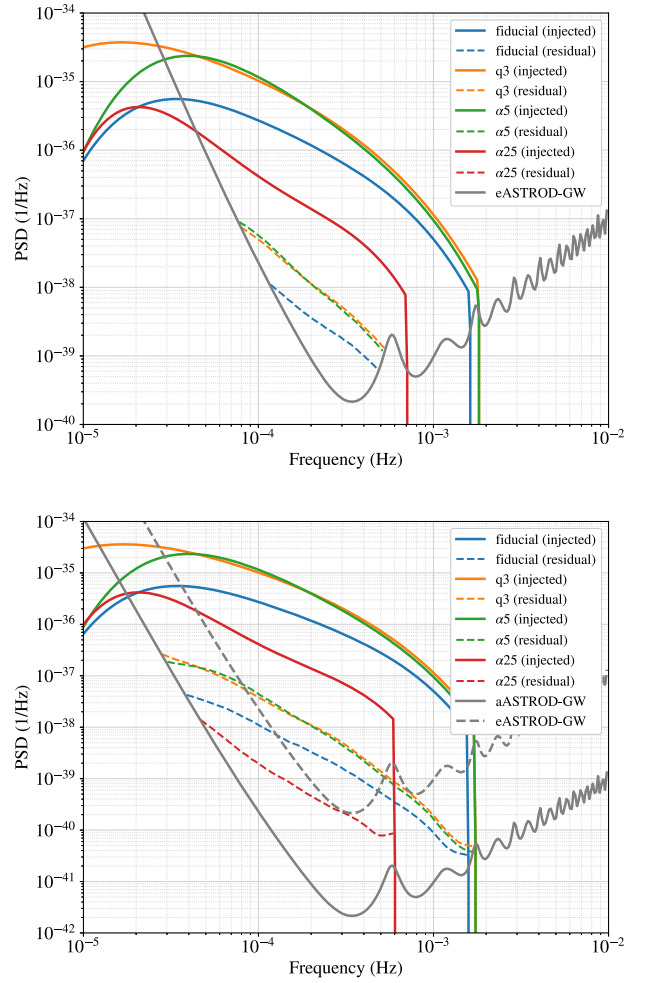 10⁻³⁴
10⁻³⁵
10⁻³⁶
10⁻³⁷
10⁻³⁸
10⁻³⁹
10⁻⁴⁰
PSD (1/Hz)
fiducial (injected)
fiducial (residual)
q3 (injected)
q3 (residual)
α5 (injected)
α5 (residual)
α25 (injected)
α25 (residual)
eASTROD-GW
10⁻⁵
10⁻⁴
10⁻³
10⁻²
Frequency (Hz)
10⁻³⁴
10⁻³⁵
10⁻³⁶
10⁻³⁷
10⁻³⁸
10⁻³⁹
10⁻⁴⁰
10⁻⁴¹
10⁻⁴²
PSD (1/Hz)
fiducial (injected)
fiducial (residual)
q3 (injected)
q3 (residual)
α5 (injected)
α5 (residual)
α25 (injected)
α25 (residual)
aASTROD-GW
eASTROD-GW
10⁻⁵
10⁻⁴
10⁻³
10⁻²
Frequency (Hz)